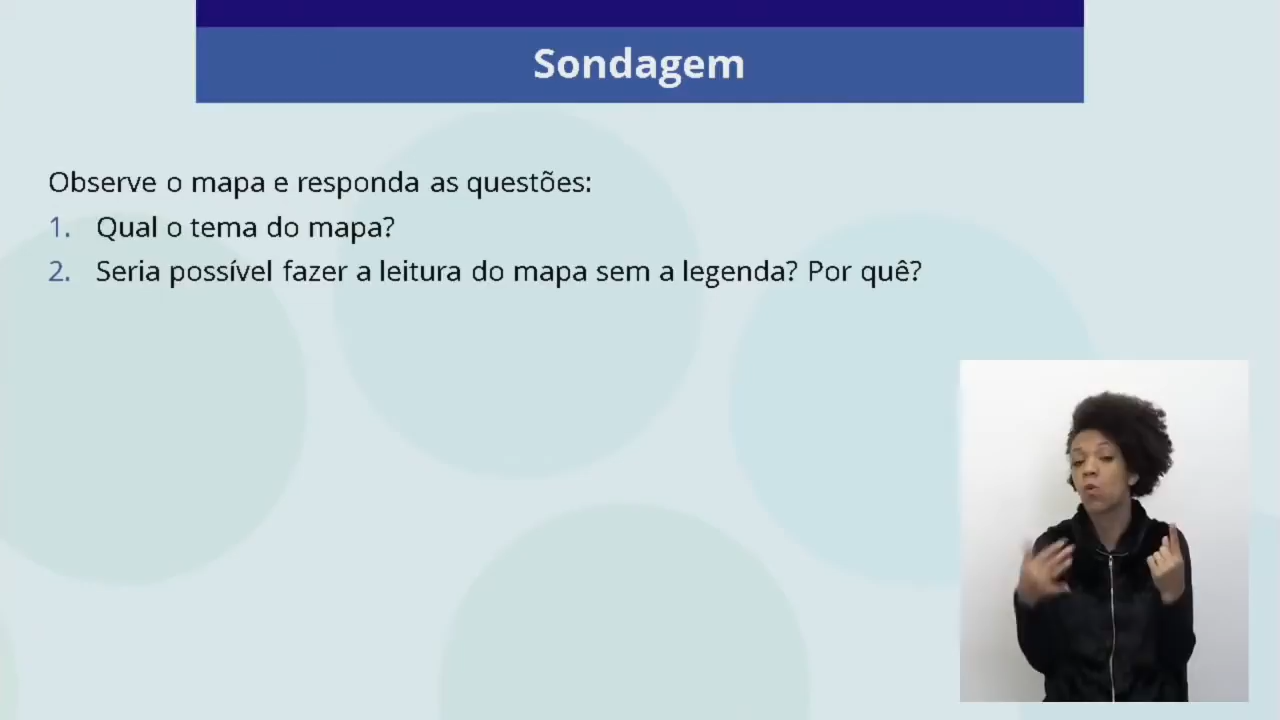 Sondagem
Observe o mapa e responda as questões:
1. Qual o tema do mapa?
2. Seria possível fazer a leitura do mapa sem a legenda? Por quê?